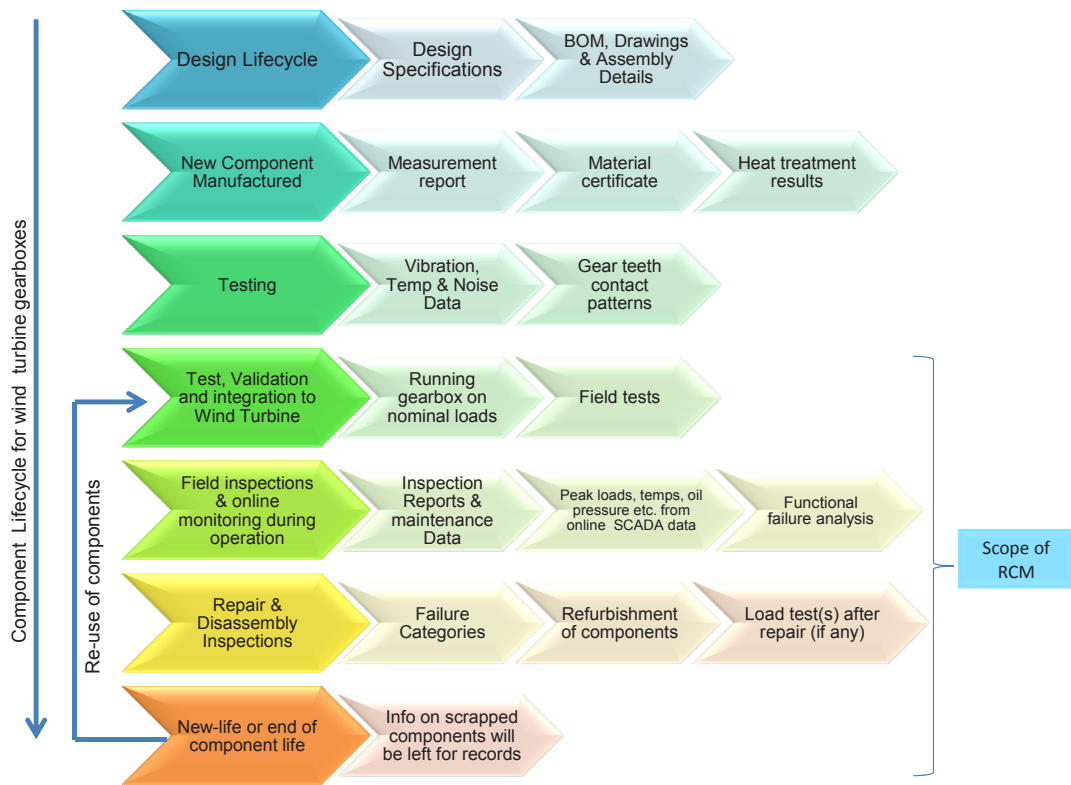 Component Lifecycle for wind turbine gearboxes
Re-use of components
Design Lifecycle
Design
Specifications
BOM, Drawings
& Assembly
Details
New Component
Manufactured
Measurement
report
Material
certificate
Heat treatment
results
Testing
Vibration,
Temp & Noise
Data
Gear teeth
contact
patterns
Test, Validation
and integration to
Wind Turbine
Running
gearbox on
nominal loads
Field tests
Field inspections
& online
monitoring during
operation
Inspection
Reports &
maintenance
Data
Peak loads, temps, oil
pressure etc. from
online SCADA data
Functional
failure analysis
Repair &
Disassembly
Inspections
Failure
Categories
Refurbishment
of components
Load test(s) after
repair (if any)
New-life or end of
component life
Info on scrapped
components will
be left for records
Scope of
RCM